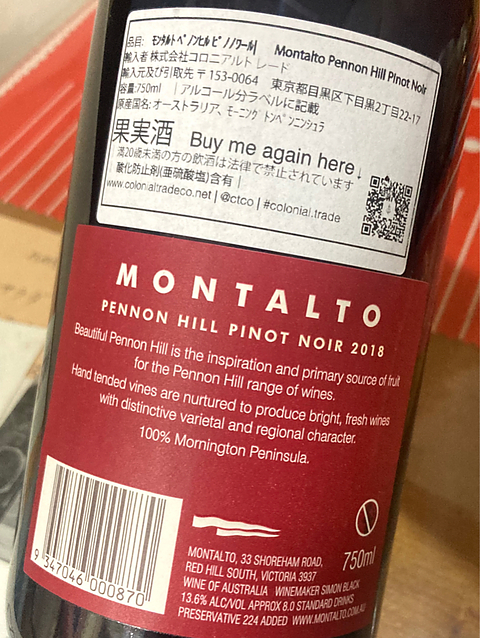 品目: モンタルト ペノンヒル ピノノワール| Montalto Pennon Hill Pinot Noir
輸入者 株式会社コロニアルトレード
輸入元及び引取先 〒153-0064 東京都目黒区下目黒2丁目22-17
容量:750ml | アルコール分ラベルに記載
原産国名: オーストラリア、モーニングトンペンニンシュラ
果実酒 Buy me again here↓
満20歳未満の方の飲酒は法律で禁止されています
酸化防止剤(亜硫酸塩)含有 |
www.colonialtradeco.net | @ctco | #colonial.trade
MONTALTO
PENNON HILL PINOT NOIR 2018
Beautiful Pennon Hill is the inspiration and primary source of fruit
for the Pennon Hill range of wines.
Hand tended vines are nurtured to produce bright, fresh wines
with distinctive varietal and regional character.
100% Mornington Peninsula.
9 347046 000870
750ml
MONTALTO, 33 SHOREHAM ROAD,
RED HILL SOUTH, VICTORIA 3937
WINE OF AUSTRALIA WINEMAKER SIMON BLACK
13.6% ALC/VOL APPROX 8.0 STANDARD DRINKS
PRESERVATIVE 224 ADDED WWW.MONTALTO.COM.AU